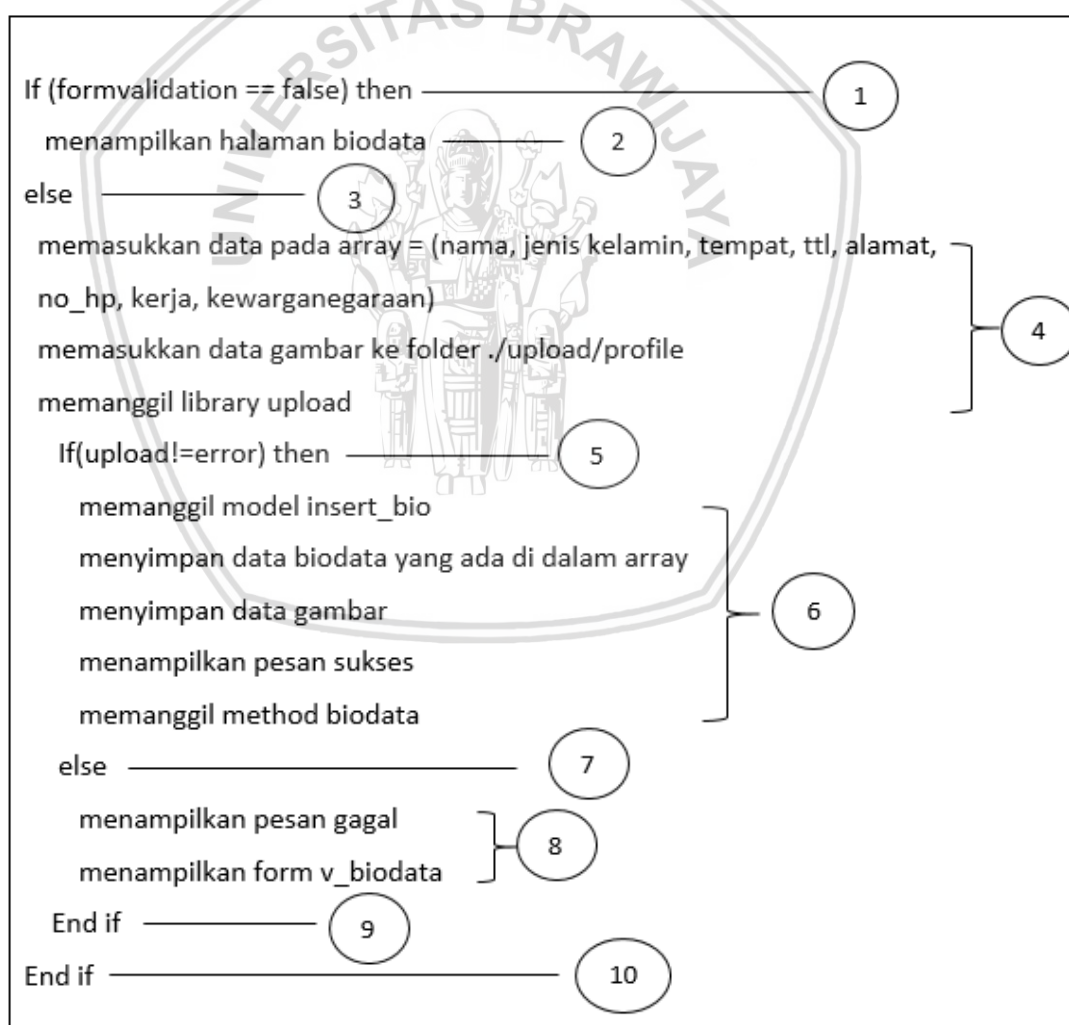 UNIVERSITAS BRAWIJAYA
If (formvalidation == false) then 1
menampilkan halaman biodata 2
else 3
memasukkan data pada array = (nama, jenis kelamin, tempat, ttl, alamat,
no_hp, kerja, kewarganegaraan)
4
memasukkan data gambar ke folder ./upload/profile
memanggil library upload
If(upload!=error) then 5
memanggil model insert_bio
menyimpan data biodata yang ada di dalam array
menyimpan data gambar
6
menampilkan pesan sukses
memanggil method biodata
else 7
menampilkan pesan gagal
8
menampilkan form v_biodata
End if 9
End if 10